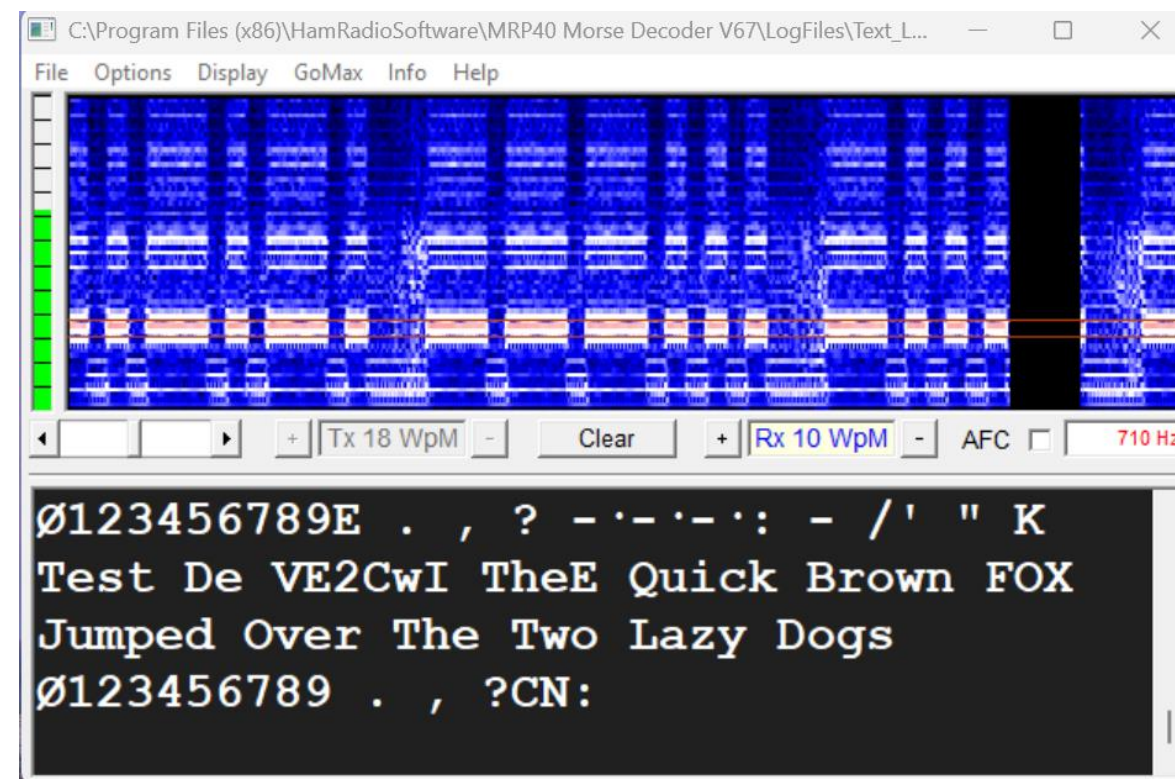 C:\Program Files (x86)\HamRadioSoftware\MRP40 Morse Decoder V67\LogFiles\Text_L...
File Options Display GoMax Info Help
+ Tx 18 WpM - Clear + Rx 10 WpM - AFC 710 Hz
Ø123456789E . , ? -·-·-·: - /' " K
Test De VE2CwI TheE Quick Brown FOX
Jumped Over The Two Lazy Dogs
Ø123456789 . , ?CN: